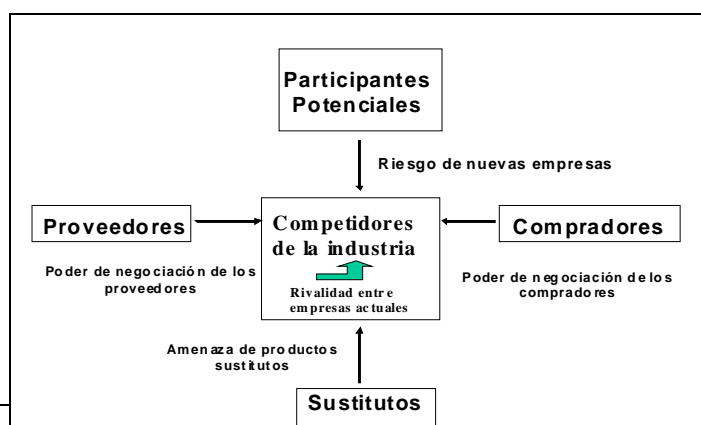 Participantes
Potenciales
Riesgo de nuevas empresas
Proveedores
Competidores
de la industria
Compradores
Poder de negociación de los
proveedores
Rivalidad entre
empresas actuales
Poder de negociación de los
compradores
Amenaza de productos
sustitutos
Sustitutos